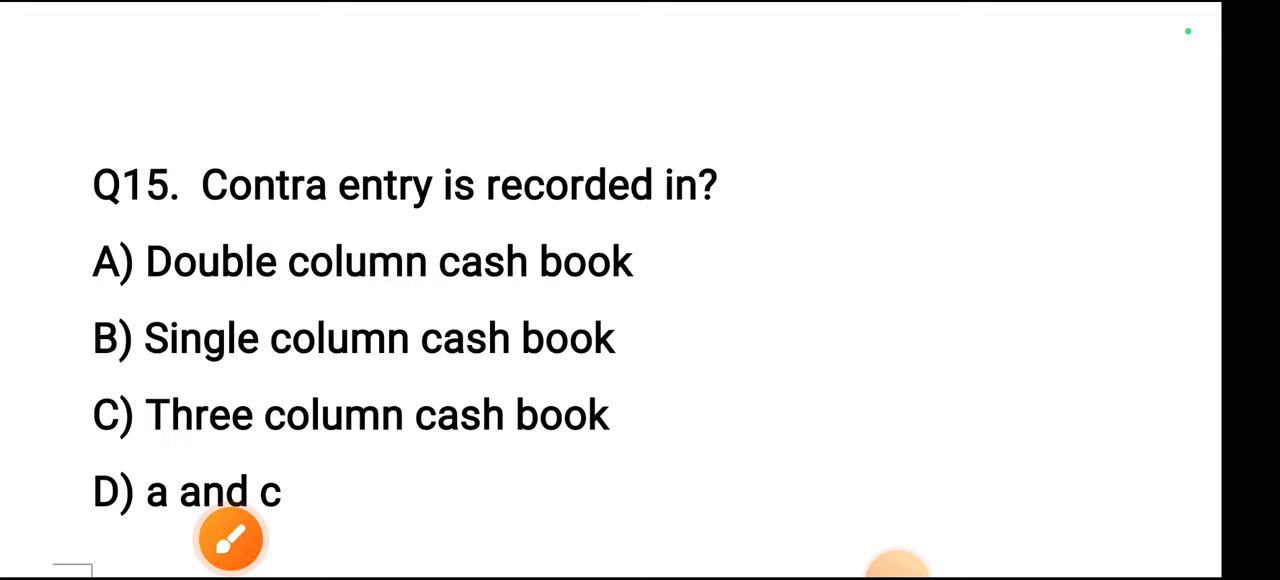 Q15. Contra entry is recorded in?
A) Double column cash book
B) Single column cash book
C) Three column cash book
D) a and c